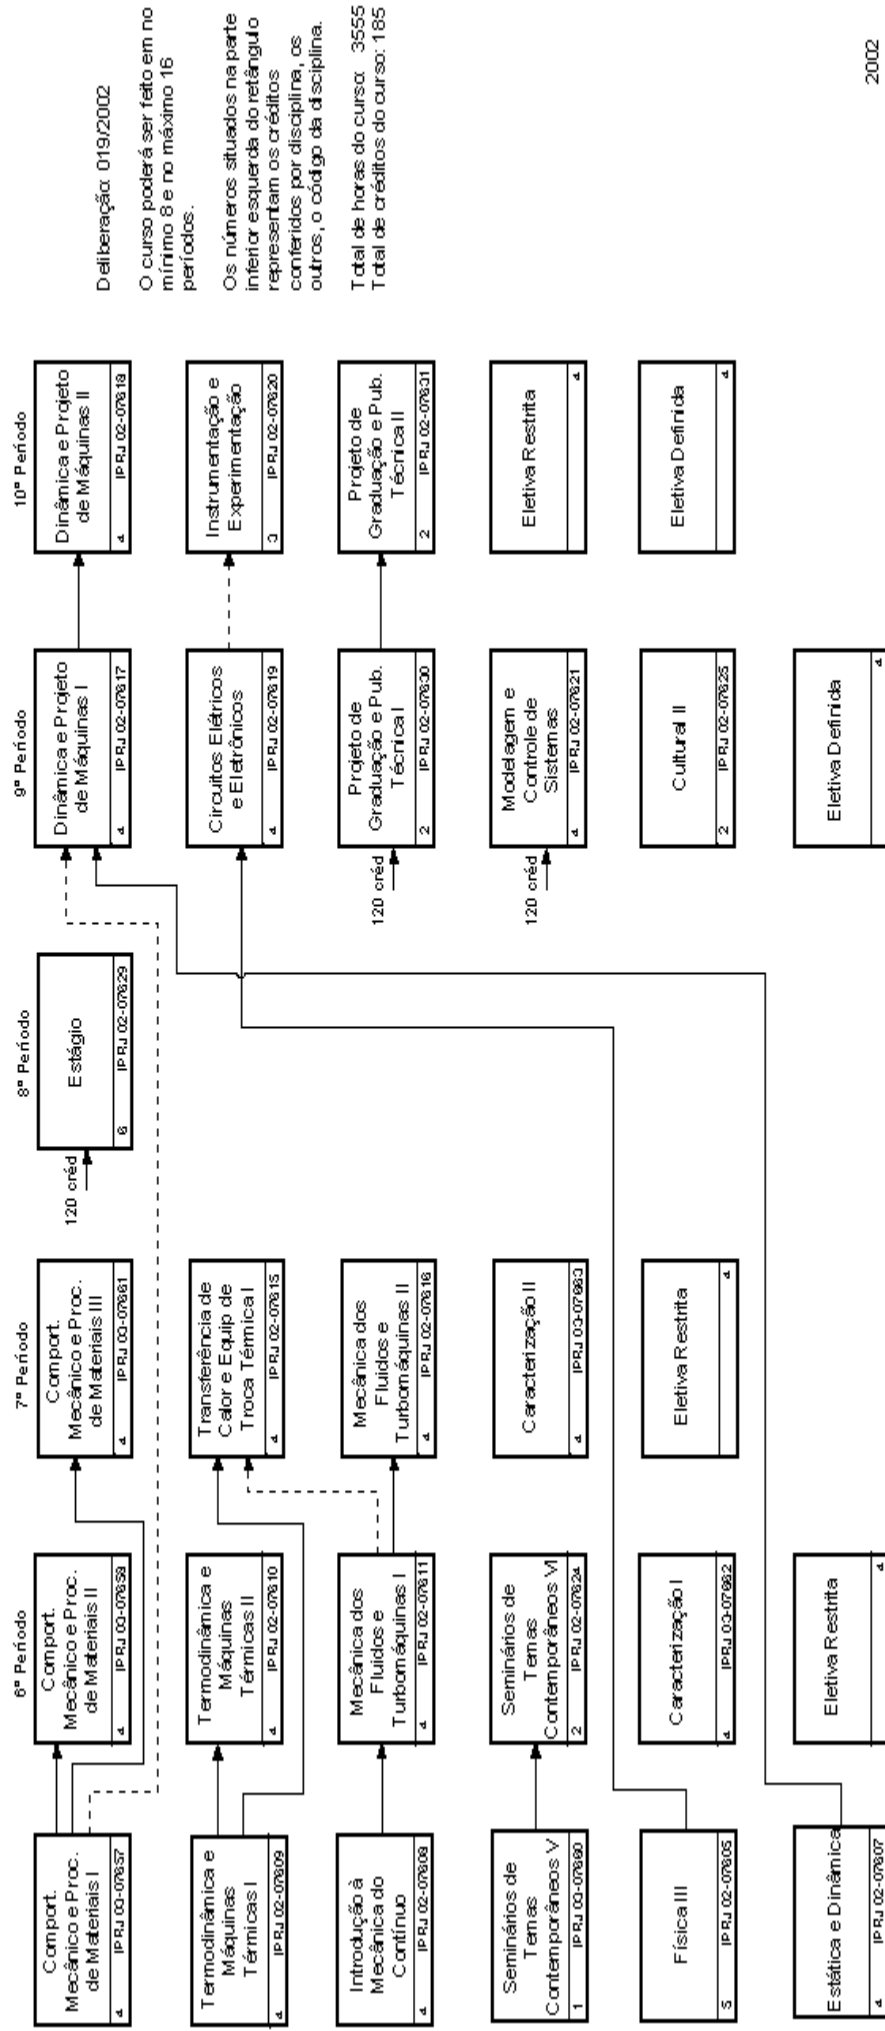 6º Período
7º Período
8º Período
9º Período
10º Período
Comport.
Mecânico e Proc.
de Materiais I
4 IPRJ 03-07657
Comport.
Mecânico e Proc.
de Materiais II
4 IPRJ 03-07658
Comport.
Mecânico e Proc.
de Materiais III
4 IPRJ 03-07661
120 créd
Estágio
6 IPRJ 02-07629
Dinâmica e Projeto
de Máquinas I
4 IPRJ 02-07617
Dinâmica e Projeto
de Máquinas II
4 IPRJ 02-07618
Termodinâmica e
Máquinas
Térmicas I
4 IPRJ 02-07609
Termodinâmica e
Máquinas
Térmicas II
4 IPRJ 02-07610
Transferência de
Calor e Equip de
Troca Térmica I
4 IPRJ 02-07615
Circuitos Elétricos
e Eletrônicos
4 IPRJ 02-07619
Instrumentação e
Experimentação
3 IPRJ 02-07620
Introdução à
Mecânica do
Contínuo
4 IPRJ 02-07608
Mecânica dos
Fluidos e
Turbomáquinas I
4 IPRJ 02-07611
Mecânica dos
Fluidos e
Turbomáquinas II
4 IPRJ 02-07616
120 créd
Projeto de
Graduação e Pub.
Técnica I
2 IPRJ 02-07630
Projeto de
Graduação e Pub.
Técnica II
2 IPRJ 02-07631
Seminários de
Temas
Contemporâneos V
1 IPRJ 03-07660
Seminários de
Temas
Contemporâneos VI
2 IPRJ 02-07624
Caracterização II
4 IPRJ 03-07663
120 créd
Modelagem e
Controle de
Sistemas
4 IPRJ 02-07621
Eletiva Restrita
4
Física III
5 IPRJ 02-07605
Caracterização I
4 IPRJ 03-07662
Eletiva Restrita
4
Cultural II
2 IPRJ 02-07625
Eletiva Definida
4
Estática e Dinâmica
4 IPRJ 02-07607
Eletiva Restrita
4
Eletiva Definida
4
Deliberação: 019/2002
O curso poderá ser feito em no
mínimo 8 e no máximo 16
períodos.
Os números situados na parte
inferior esquerda do retângulo
representam os créditos
conferidos por disciplina, os
outros, o código da disciplina.
Total de horas do curso: 3555
Total de créditos do curso: 185
2002